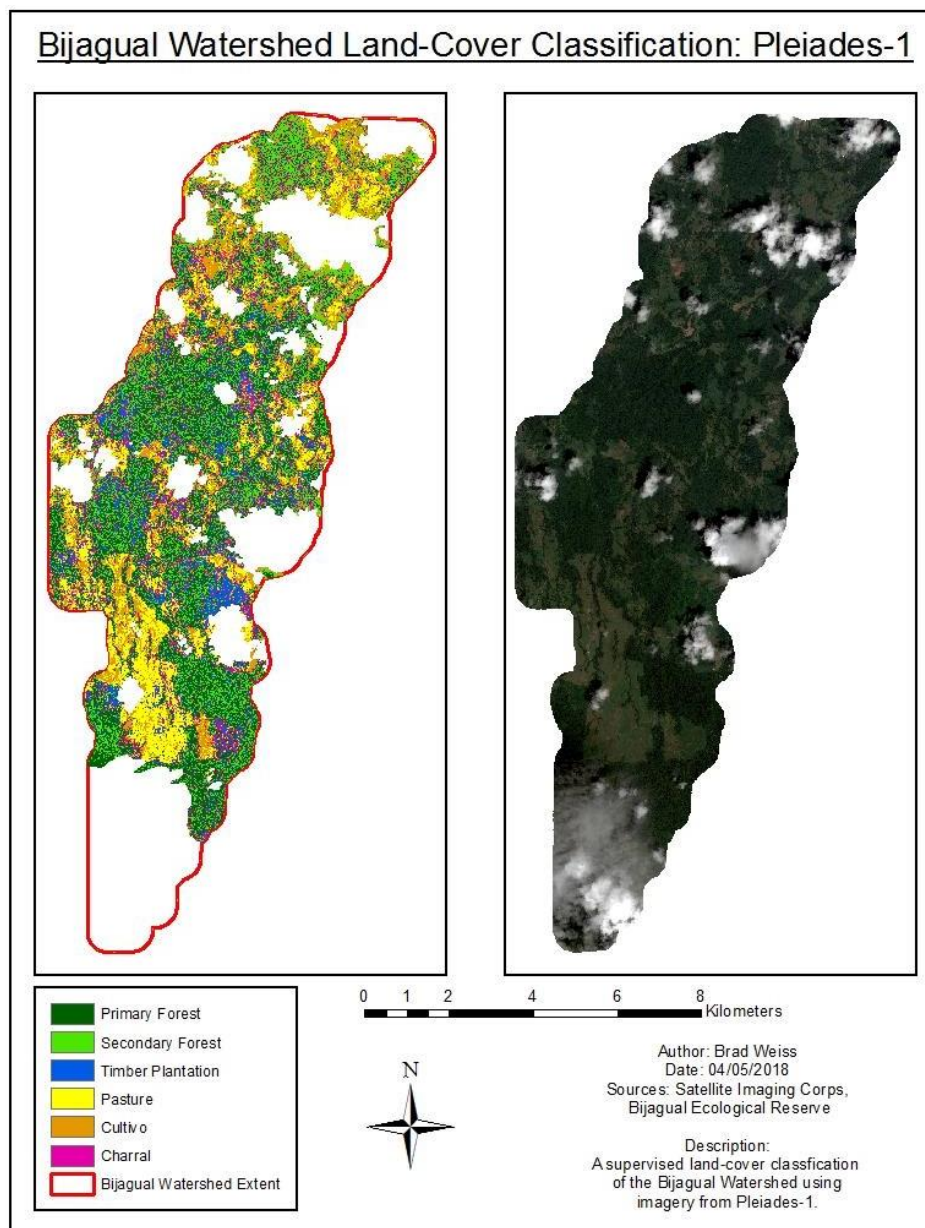 Bijagual Watershed Land-Cover Classification: Pleiades-1
Primary Forest
Secondary Forest
Timber Plantation
Pasture
Cultivo
Charral
Bijagual Watershed Extent
0 1 2 4 6 8
Kilometers
N
Author: Brad Weiss
Date: 04/05/2018
Sources: Satellite Imaging Corps,
Bijagual Ecological Reserve
Description:
A supervised land-cover classfication
of the Bijagual Watershed using
imagery from Pleiades-1.